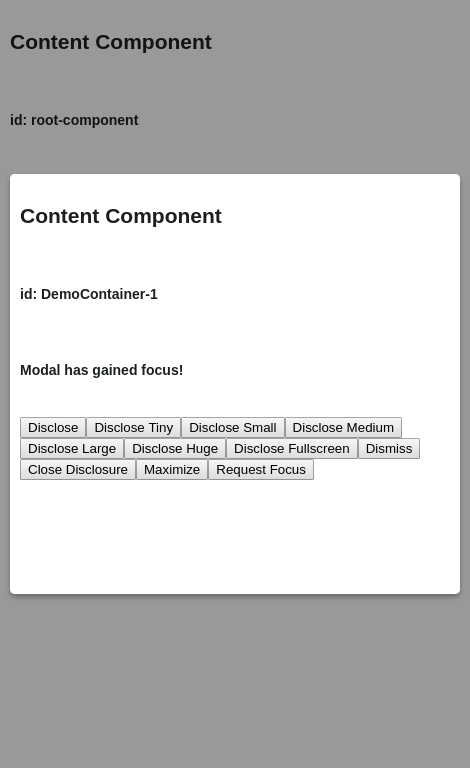 Content Component
id: root-component
Content Component
id: DemoContainer-1
Modal has gained focus!
Disclose Disclose Tiny Disclose Small Disclose Medium
Disclose Large Disclose Huge Disclose Fullscreen Dismiss
Close Disclosure Maximize Request Focus